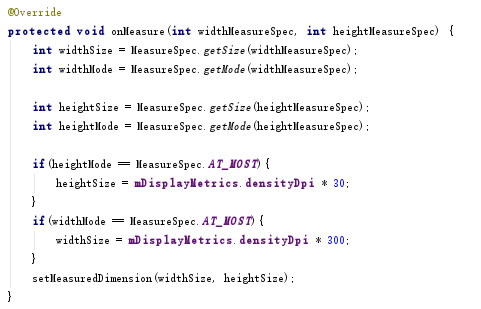 @Override
protected void onMeasure(int widthMeasureSpec, int heightMeasureSpec) {
    int widthSize = MeasureSpec.getSize(widthMeasureSpec);
    int widthMode = MeasureSpec.getMode(widthMeasureSpec);

    int heightSize = MeasureSpec.getSize(heightMeasureSpec);
    int heightMode = MeasureSpec.getMode(heightMeasureSpec);

    if(heightMode == MeasureSpec.AT_MOST){
        heightSize = mDisplayMetrics.densityDpi * 30;
    }
    if(widthMode == MeasureSpec.AT_MOST){
        widthSize = mDisplayMetrics.densityDpi * 300;
    }
    setMeasuredDimension(widthSize, heightSize);
}